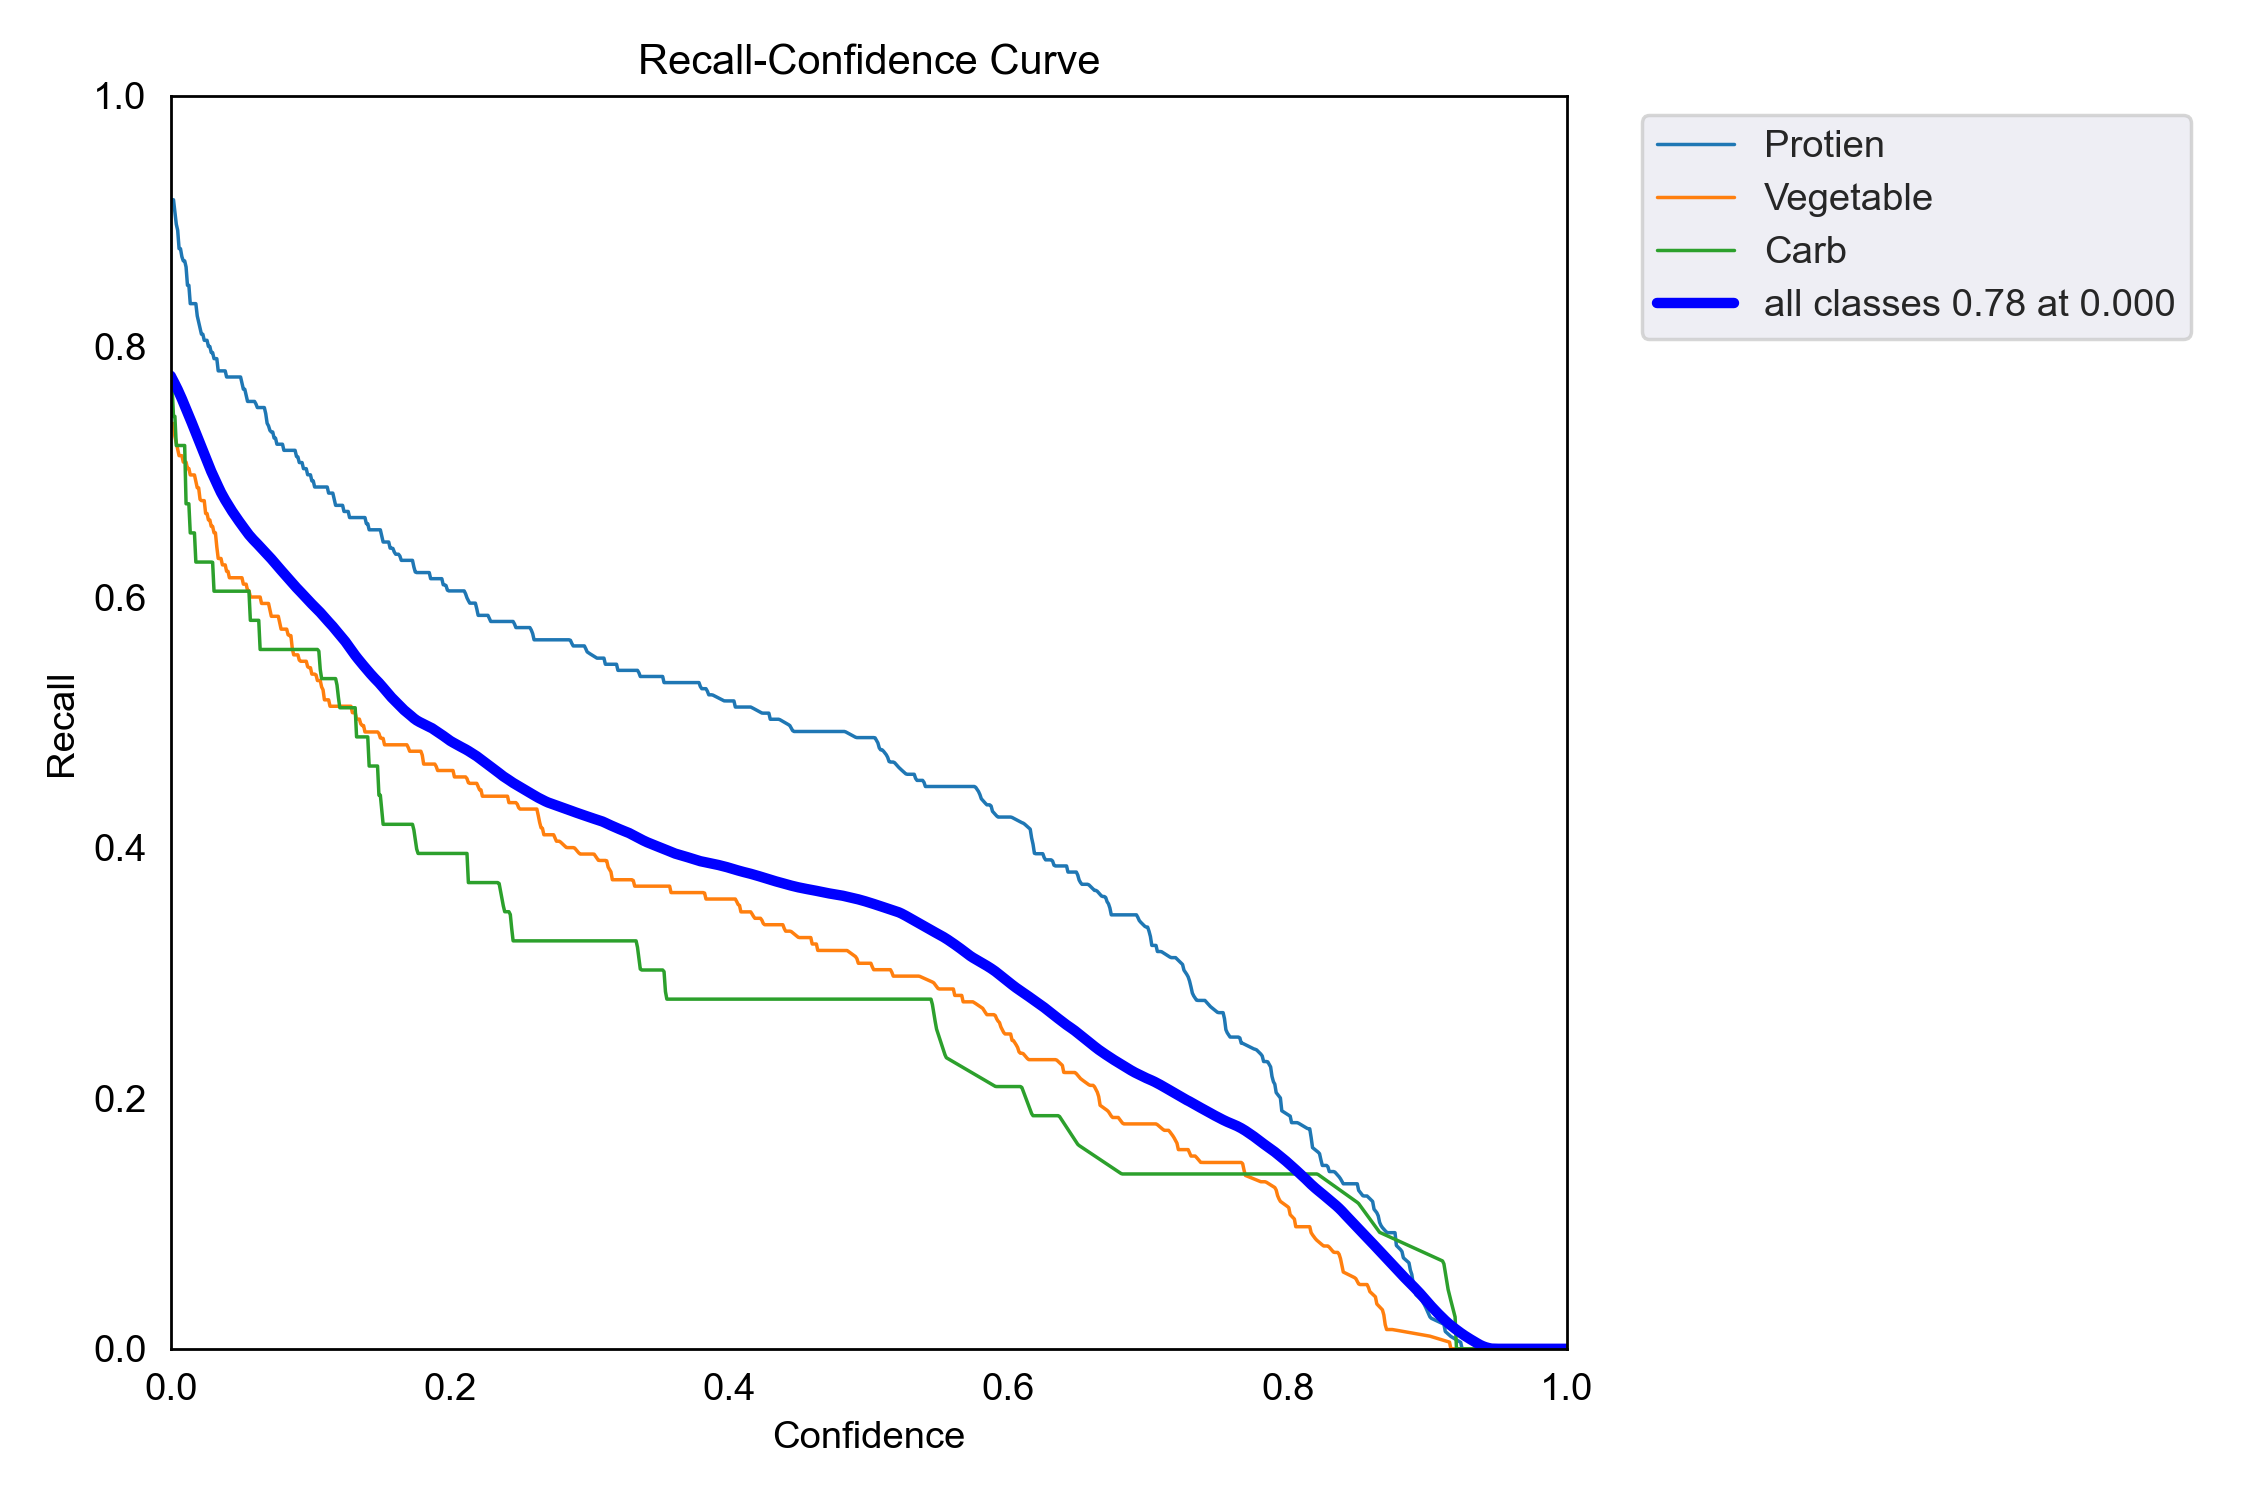 Recall-Confidence Curve
1.0
0.8
0.6
0.4
0.2
0.0
Recall
0.0 0.2 0.4 0.6 0.8 1.0
Confidence
Protien
Vegetable
Carb
all classes 0.78 at 0.000